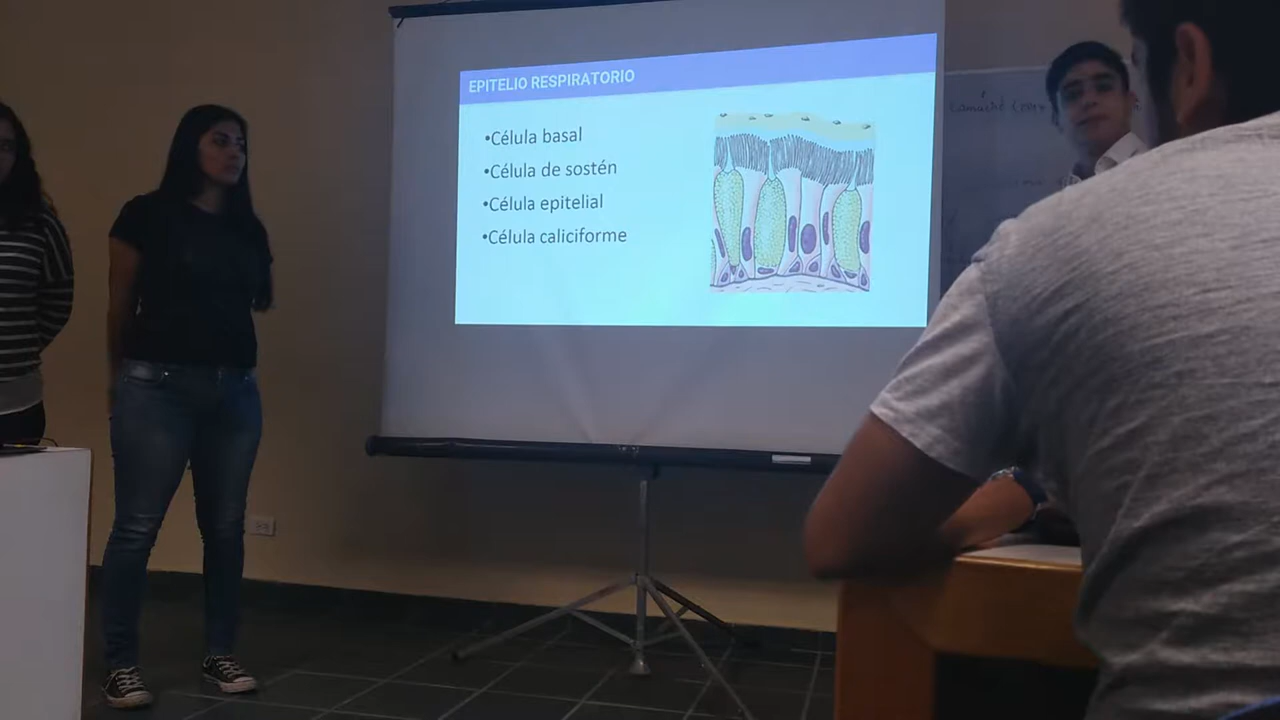 EPITELIO RESPIRATORIO
•Célula basal
•Célula de sostén
•Célula epitelial
•Célula caliciforme